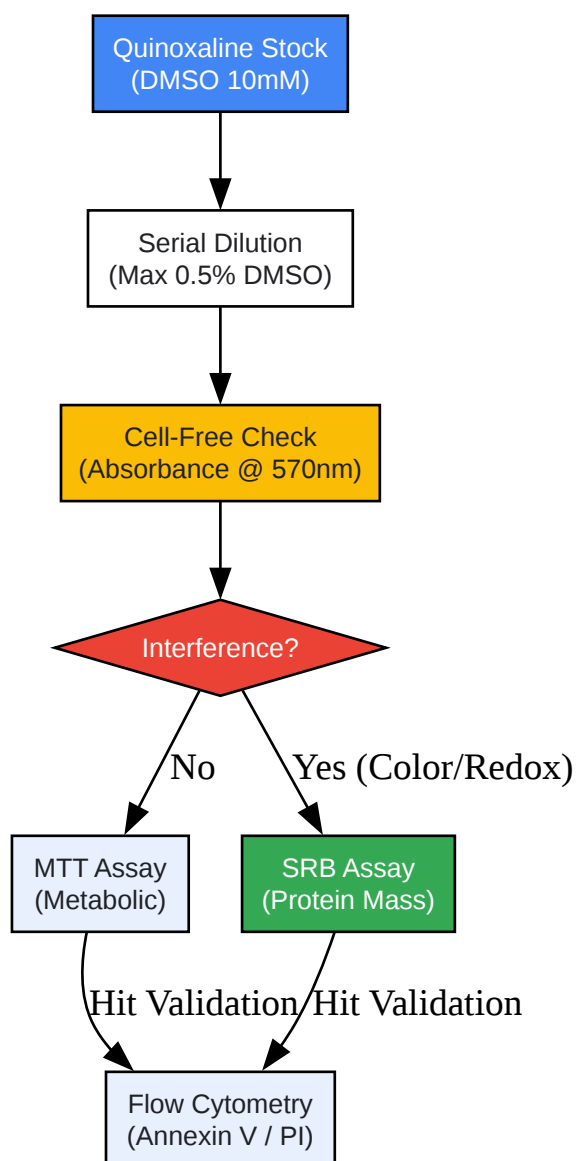 Quinoxaline Stock
(DMSO 10mM)
Serial Dilution
(Max 0.5% DMSO)
Cell-Free Check
(Absorbance @ 570nm)
Interference?
No
Yes (Color/Redox)
MTT Assay
(Metabolic)
SRB Assay
(Protein Mass)
Hit Validation
Hit Validation
Flow Cytometry
(Annexin V / PI)